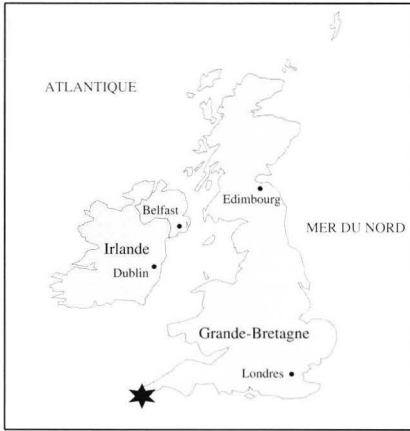 ATLANTIQUE
Edimbourg
Belfast
MER DU NORD
Irlande
Dublin
Grande-Bretagne
Londres